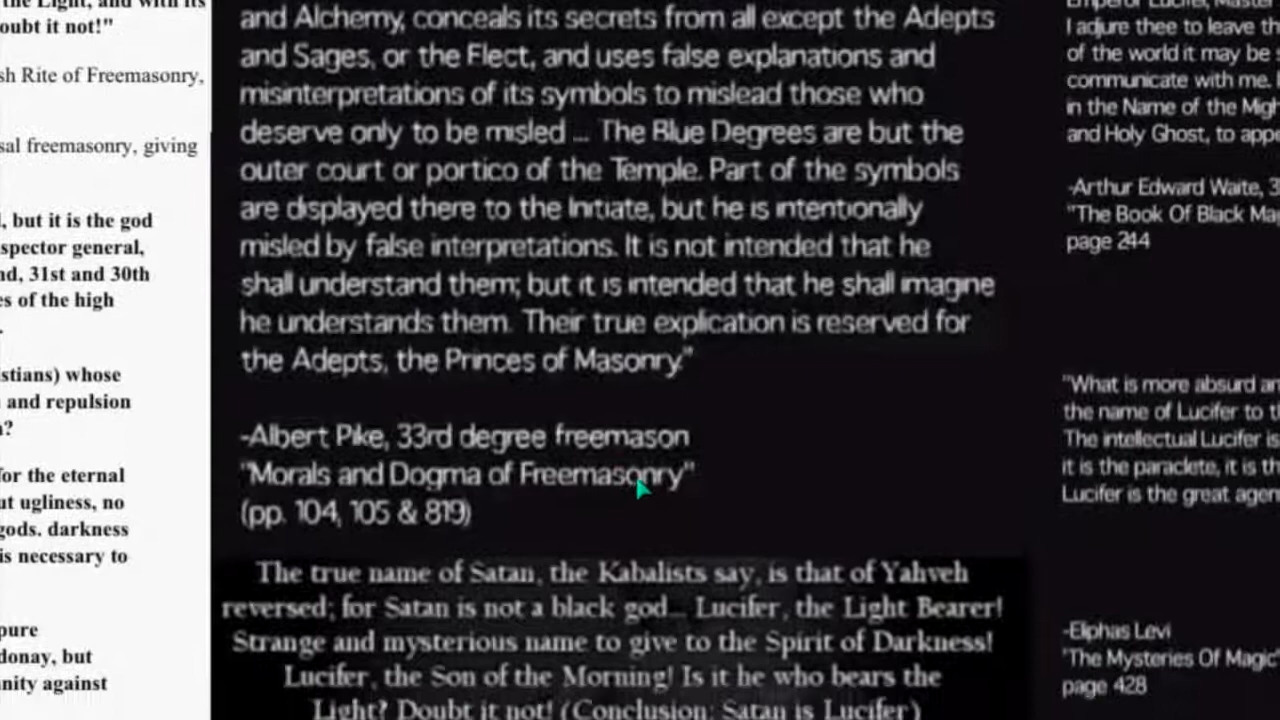 the Light, and with its
oubt it not!"
sh Rite of Freemasonry,
sal freemasonry, giving
, but it is the god
spector general,
nd, 31st and 30th
es of the high
.
stians) whose
and repulsion
?
for the eternal
ut ugliness, no
gods. darkness
is necessary to
pure
donay, but
nity against
and Alchemy, conceals its secrets from all except the Adepts
and Sages, or the Elect, and uses false explanations and
misinterpretations of its symbols to mislead those who
deserve only to be misled ... The Blue Degrees are but the
outer court or portico of the Temple. Part of the symbols
are displayed there to the Initiate, but he is intentionally
misled by false interpretations. It is not intended that he
shall understand them; but it is intended that he shall imagine
he understands them. Their true explication is reserved for
the Adepts, the Princes of Masonry."
-Albert Pike, 33rd degree freemason
"Morals and Dogma of Freemasonry"
(pp. 104, 105 & 819)
The true name of Satan, the Kabalists say, is that of Yahveh
reversed; for Satan is not a black god... Lucifer, the Light Bearer!
Strange and mysterious name to give to the Spirit of Darkness!
Lucifer, the Son of the Morning! Is it he who bears the
Light? Doubt it not! (Conclusion: Satan is Lucifer)
Emperor Lucifer, Master
I adjure thee to leave th
of the world it may be
communicate with me.
in the Name of the Migh
and Holy Ghost, to appe
-Arthur Edward Waite, 3
"The Book Of Black Ma
page 244
"What is more absurd an
the name of Lucifer to th
The intellectual Lucifer is
it is the paraclete, it is th
Lucifer is the great agen
-Eliphas Levi
"The Mysteries Of Magic"
page 428